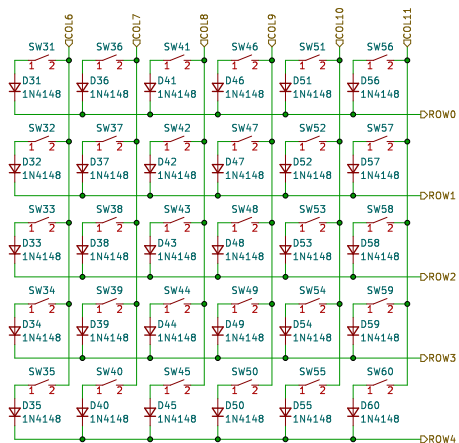 COL6 COL7 COL8 COL9 COL10 COL11
SW31 SW36 SW41 SW46 SW51 SW56
1 2 1 2 1 2 1 2 1 2 1 2
D31 D36 D41 D46 D51 D56
1N4148 1N4148 1N4148 1N4148 1N4148 1N4148
ROW0
SW32 SW37 SW42 SW47 SW52 SW57
1 2 1 2 1 2 1 2 1 2 1 2
D32 D37 D42 D47 D52 D57
1N4148 1N4148 1N4148 1N4148 1N4148 1N4148
ROW1
SW33 SW38 SW43 SW48 SW53 SW58
1 2 1 2 1 2 1 2 1 2 1 2
D33 D38 D43 D48 D53 D58
1N4148 1N4148 1N4148 1N4148 1N4148 1N4148
ROW2
SW34 SW39 SW44 SW49 SW54 SW59
1 2 1 2 1 2 1 2 1 2 1 2
D34 D39 D44 D49 D54 D59
1N4148 1N4148 1N4148 1N4148 1N4148 1N4148
ROW3
SW35 SW40 SW45 SW50 SW55 SW60
1 2 1 2 1 2 1 2 1 2 1 2
D35 D40 D45 D50 D55 D60
1N4148 1N4148 1N4148 1N4148 1N4148 1N4148
ROW4